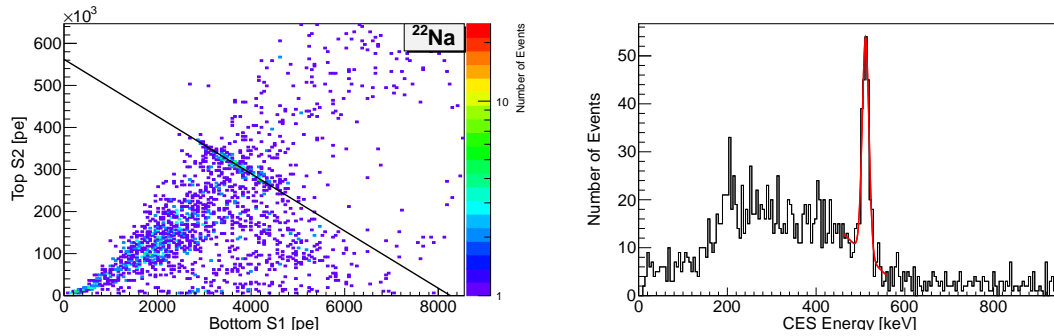 ×10³
600
500
400
300
200
100
0
Top S2 [pe]
²²Na
0 2000 4000 6000 8000
Bottom S1 [pe]
Number of Events
10
1
50
40
30
20
10
0
Number of Events
200 400 600 800
CES Energy [keV]